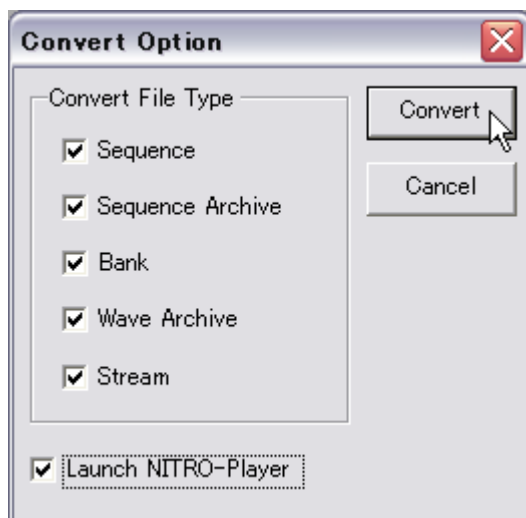 Convert Option
Convert File Type
Convert
Sequence
Cancel
Sequence Archive
Bank
Wave Archive
Stream
Launch NITRO-Player